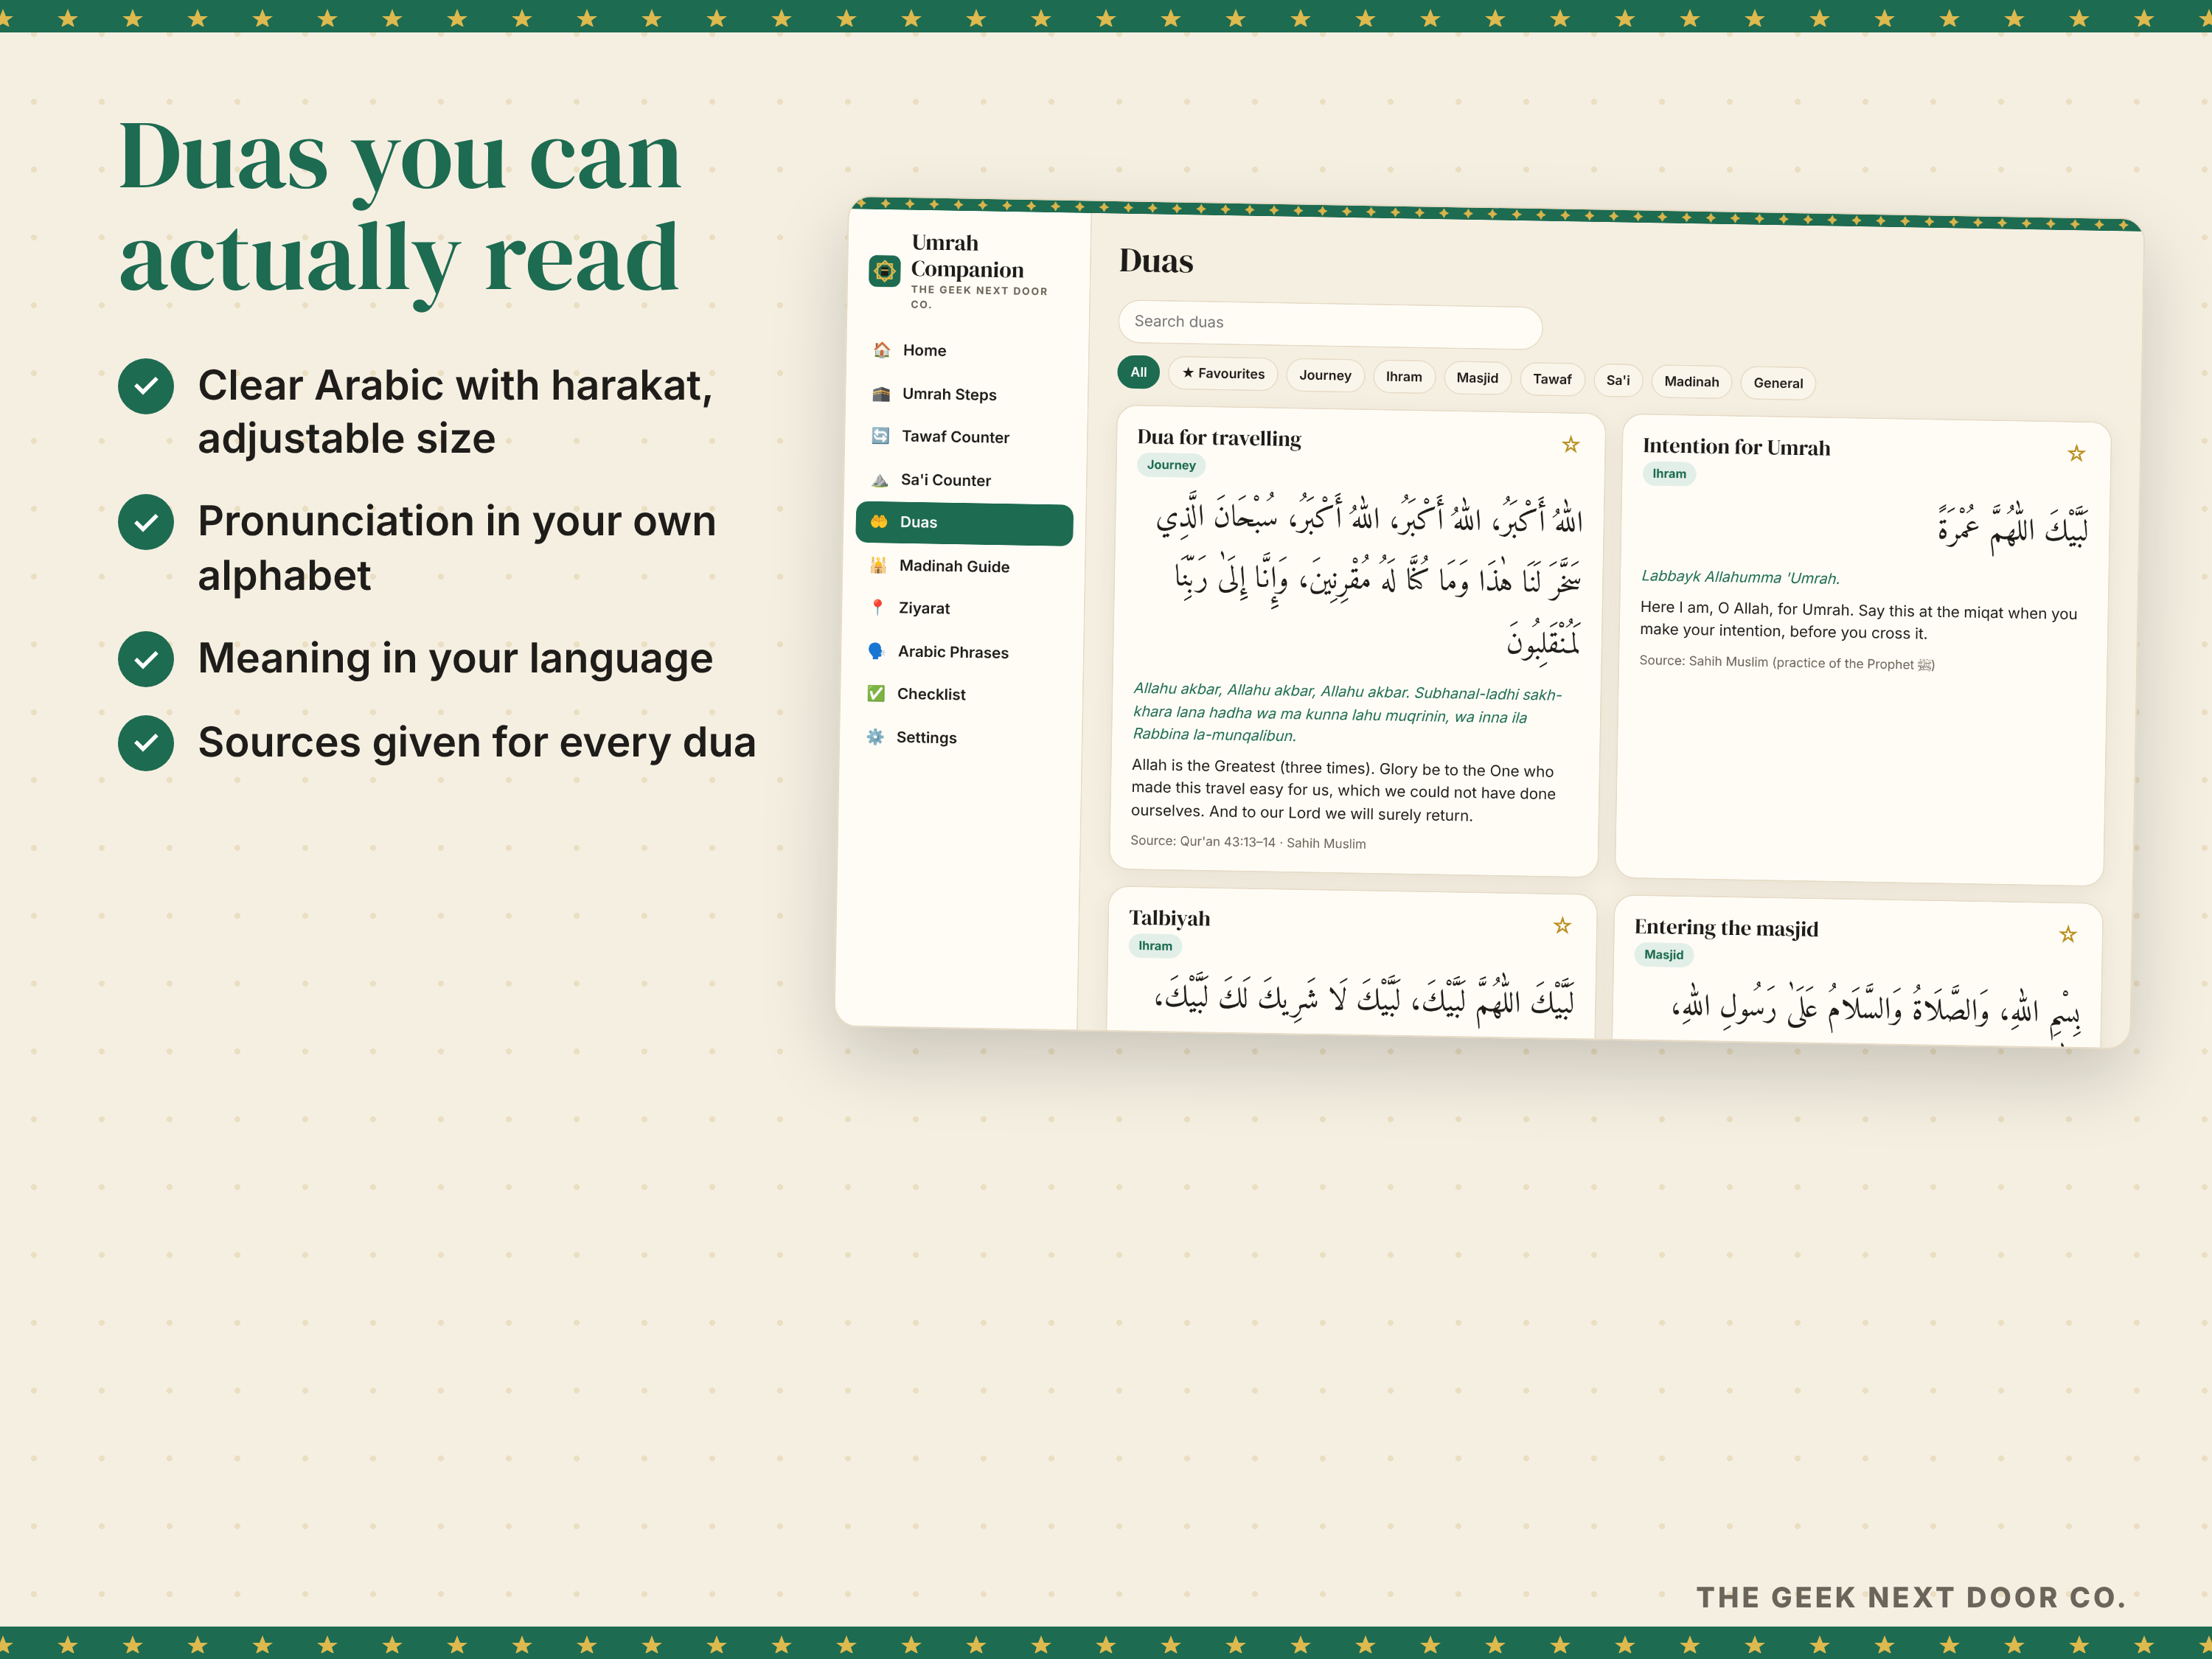 Duas you can
actually read
Clear Arabic with harakat,
adjustable size
Pronunciation in your own
alphabet
Meaning in your language
Sources given for every dua
Umrah
Companion
THE GEEK NEXT DOOR
CO.
Home
Umrah Steps
Tawaf Counter
Sa'i Counter
Duas
Madinah Guide
Ziyarat
Arabic Phrases
Checklist
Settings
Duas
Search duas
All
★ Favourites
Journey
Ihram
Masjid
Tawaf
Sa'i
Madinah
General
Dua for travelling
Journey
اللهُ أَكْبَرُ، اللهُ أَكْبَرُ، اللهُ أَكْبَرُ، سُبْحَانَ الَّذِي
سَخَّرَ لَنَا هٰذَا وَمَا كُنَّا لَهُ مُقْرِنِينَ، وَإِنَّا إِلَىٰ رَبِّنَا
لَمُنْقَلِبُونَ
Allahu akbar, Allahu akbar, Allahu akbar. Subhanal-ladhi sakh-
khara lana hadha wa ma kunna lahu muqrinin, wa inna ila
Rabbina la-munqalibun.
Allah is the Greatest (three times). Glory be to the One who
made this travel easy for us, which we could not have done
ourselves. And to our Lord we will surely return.
Source: Qur'an 43:13–14 · Sahih Muslim
Intention for Umrah
Ihram
لَبَّيْكَ اللّٰهُمَّ عُمْرَةً
Labbayk Allahumma 'Umrah.
Here I am, O Allah, for Umrah. Say this at the miqat when you
make your intention, before you cross it.
Source: Sahih Muslim (practice of the Prophet ﷺ)
Talbiyah
Ihram
لَبَّيْكَ اللّٰهُمَّ لَبَّيْكَ، لَبَّيْكَ لَا شَرِيكَ لَكَ لَبَّيْكَ،
Entering the masjid
Masjid
بِسْمِ اللهِ، وَالصَّلَاةُ وَالسَّلَامُ عَلَىٰ رَسُولِ اللهِ،
THE GEEK NEXT DOOR CO.